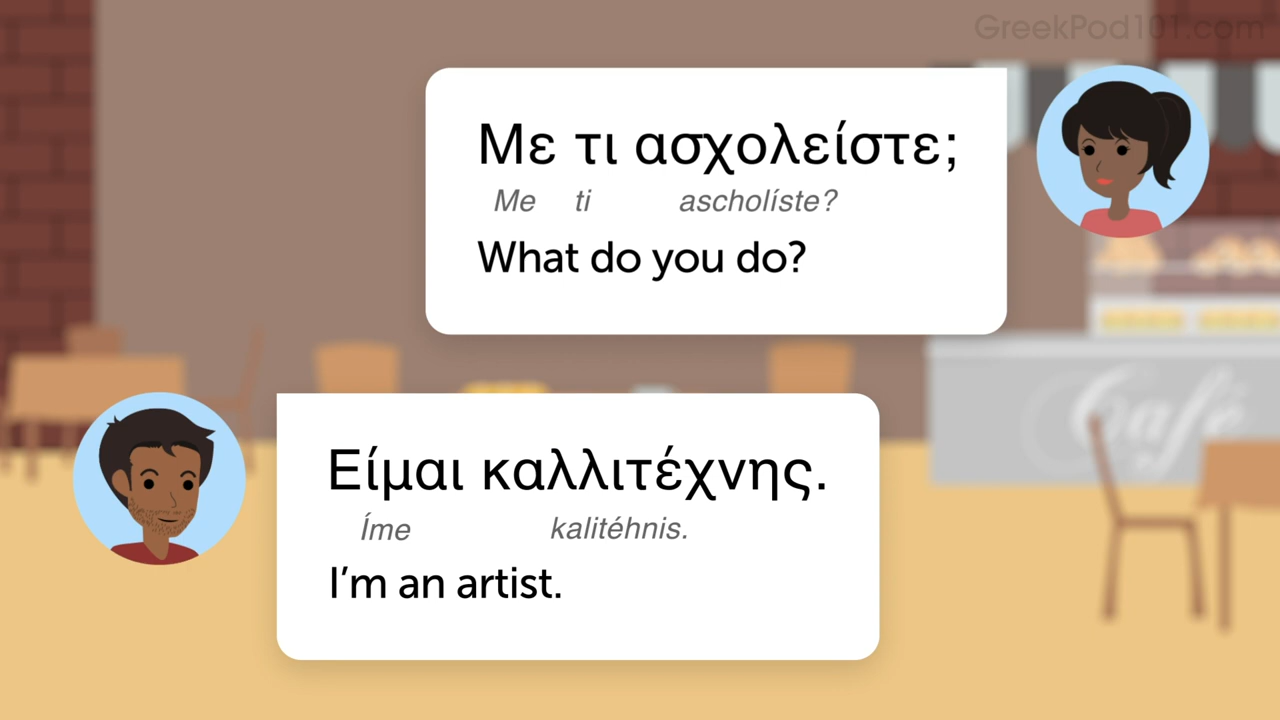 GreekPod101.com
Με τι ασχολείστε;
Me ti ascholíste?
What do you do?
Café
Είμαι καλλιτέχνης.
Íme kalitéhnis.
I'm an artist.